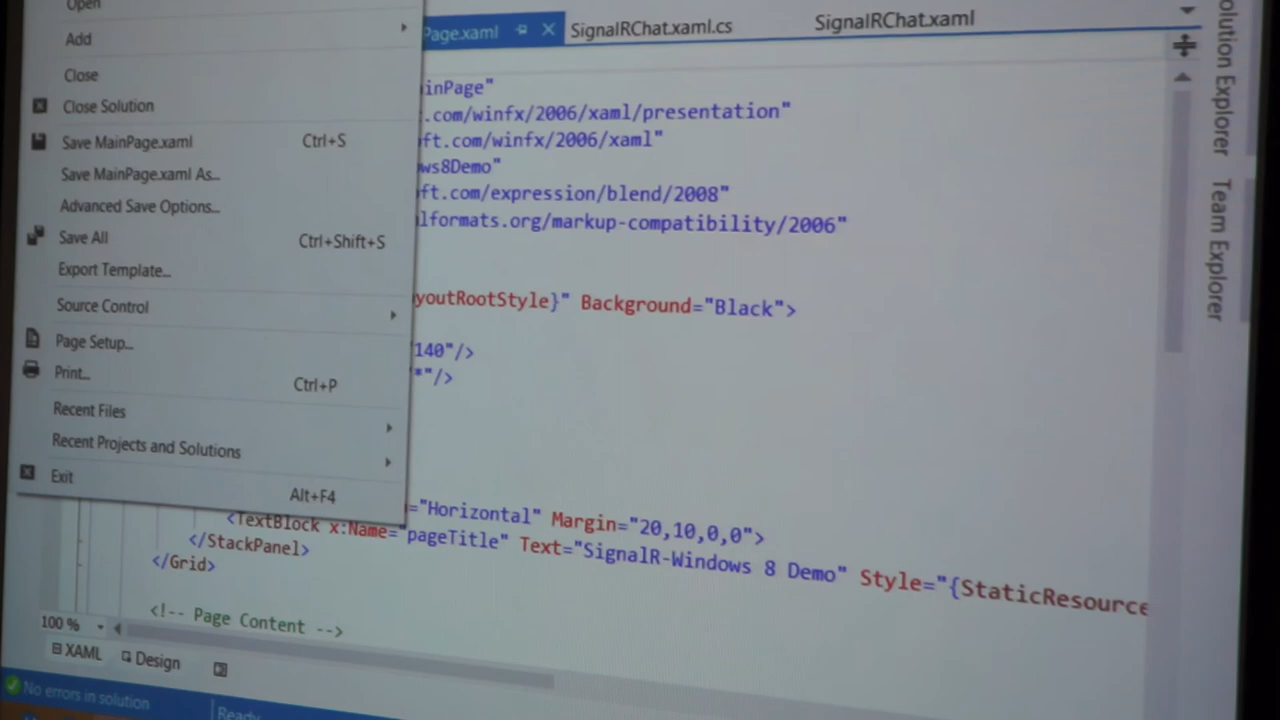 Open
Add
Close
Close Solution
Save MainPage.xaml Ctrl+S
Save MainPage.xaml As...
Advanced Save Options...
Save All Ctrl+Shift+S
Export Template...
Source Control
Page Setup...
Print... Ctrl+P
Recent Files
Recent Projects and Solutions
Exit Alt+F4
Page.xaml SignalRChat.xaml.cs SignalRChat.xaml
ainPage"
.com/winfx/2006/xaml/presentation"
ft.com/winfx/2006/xaml"
ws8Demo"
ft.com/expression/blend/2008"
lformats.org/markup-compatibility/2006"
youtRootStyle}" Background="Black">
140"/>
"*"/>
="Horizontal" Margin="20,10,0,0">
<TextBlock x:Name="pageTitle" Text="SignalR-Windows 8 Demo" Style="{StaticResource
</StackPanel>
</Grid>
<!-- Page Content -->
100 %
XAML Design
No errors in solution Ready
olution Explorer
Team Explorer